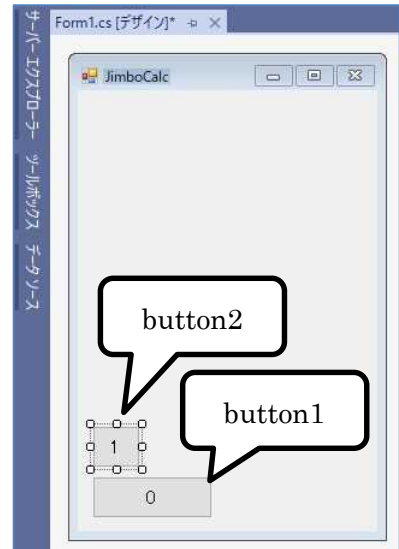 Form1.cs [デザイン]*
サーバー エクスプローラー
ツールボックス
データ ソース
JimboCalc
button2
button1
1
0